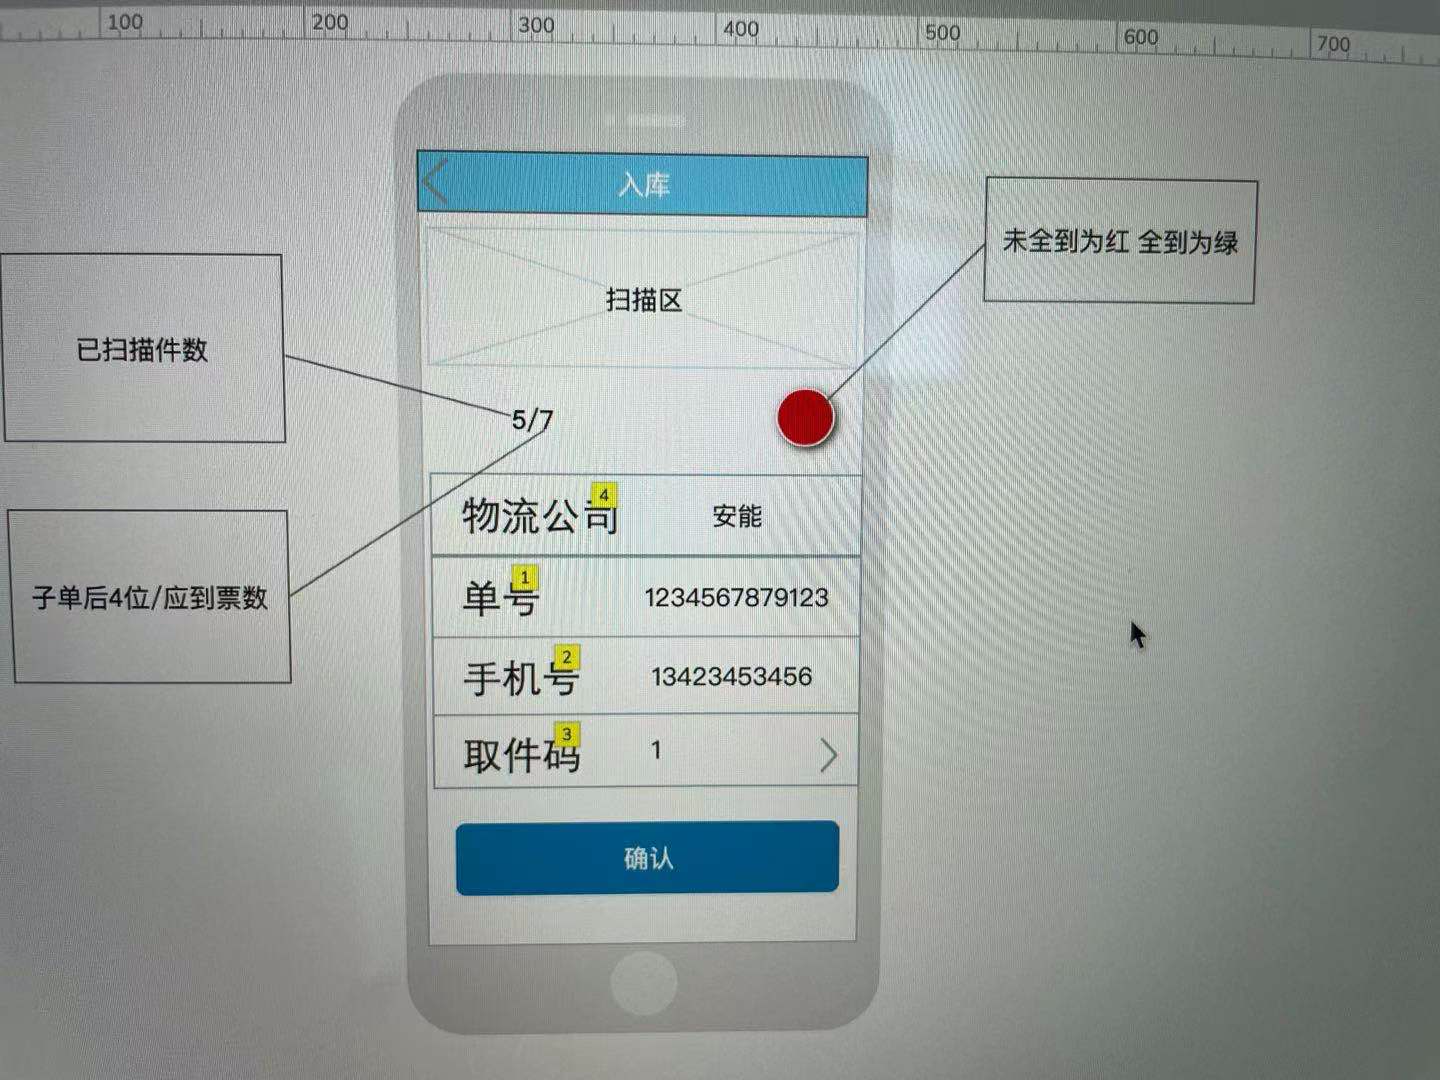 100 200 300 400 500 600 700
入库
未全到为红 全到为绿
扫描区
已扫描件数
5/7
物流公司 4 安能
子单后4位/应到票数
单号 1 1234567879123
手机号 2 13423453456
取件码 3 1
确认